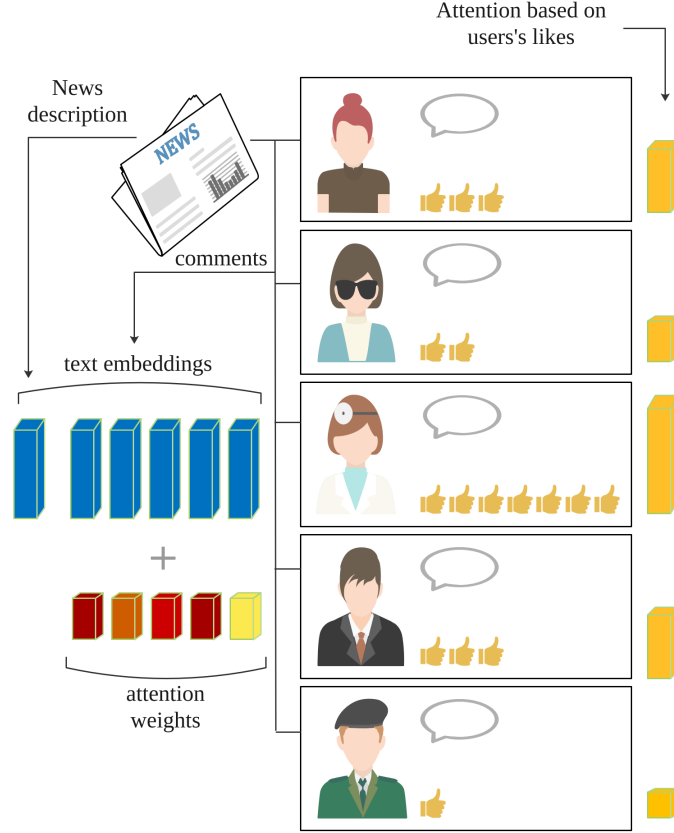 Attention based on
users's likes
News
description
NEWS
comments
text embeddings
attention
weights